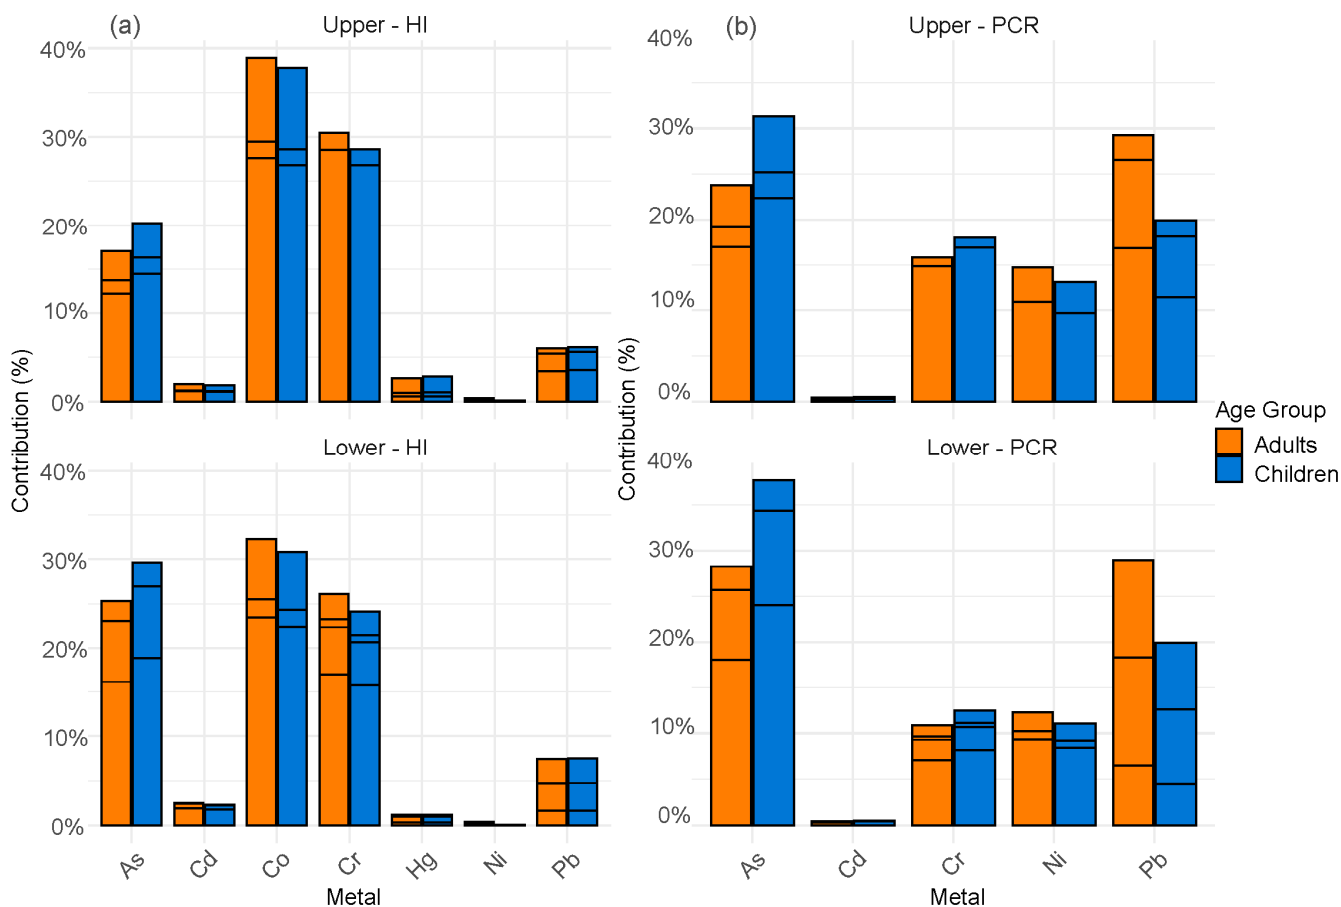 (a)
Upper - HI
40%
30%
20%
10%
0%
Lower - HI
40%
30%
20%
10%
0%
Contribution (%)
As Cd Co Cr Hg Ni Pb
Metal
(b)
Upper - PCR
40%
30%
20%
10%
0%
Lower - PCR
40%
30%
20%
10%
0%
Contribution (%)
As Cd Cr Ni Pb
Metal
Age Group
Adults
Children